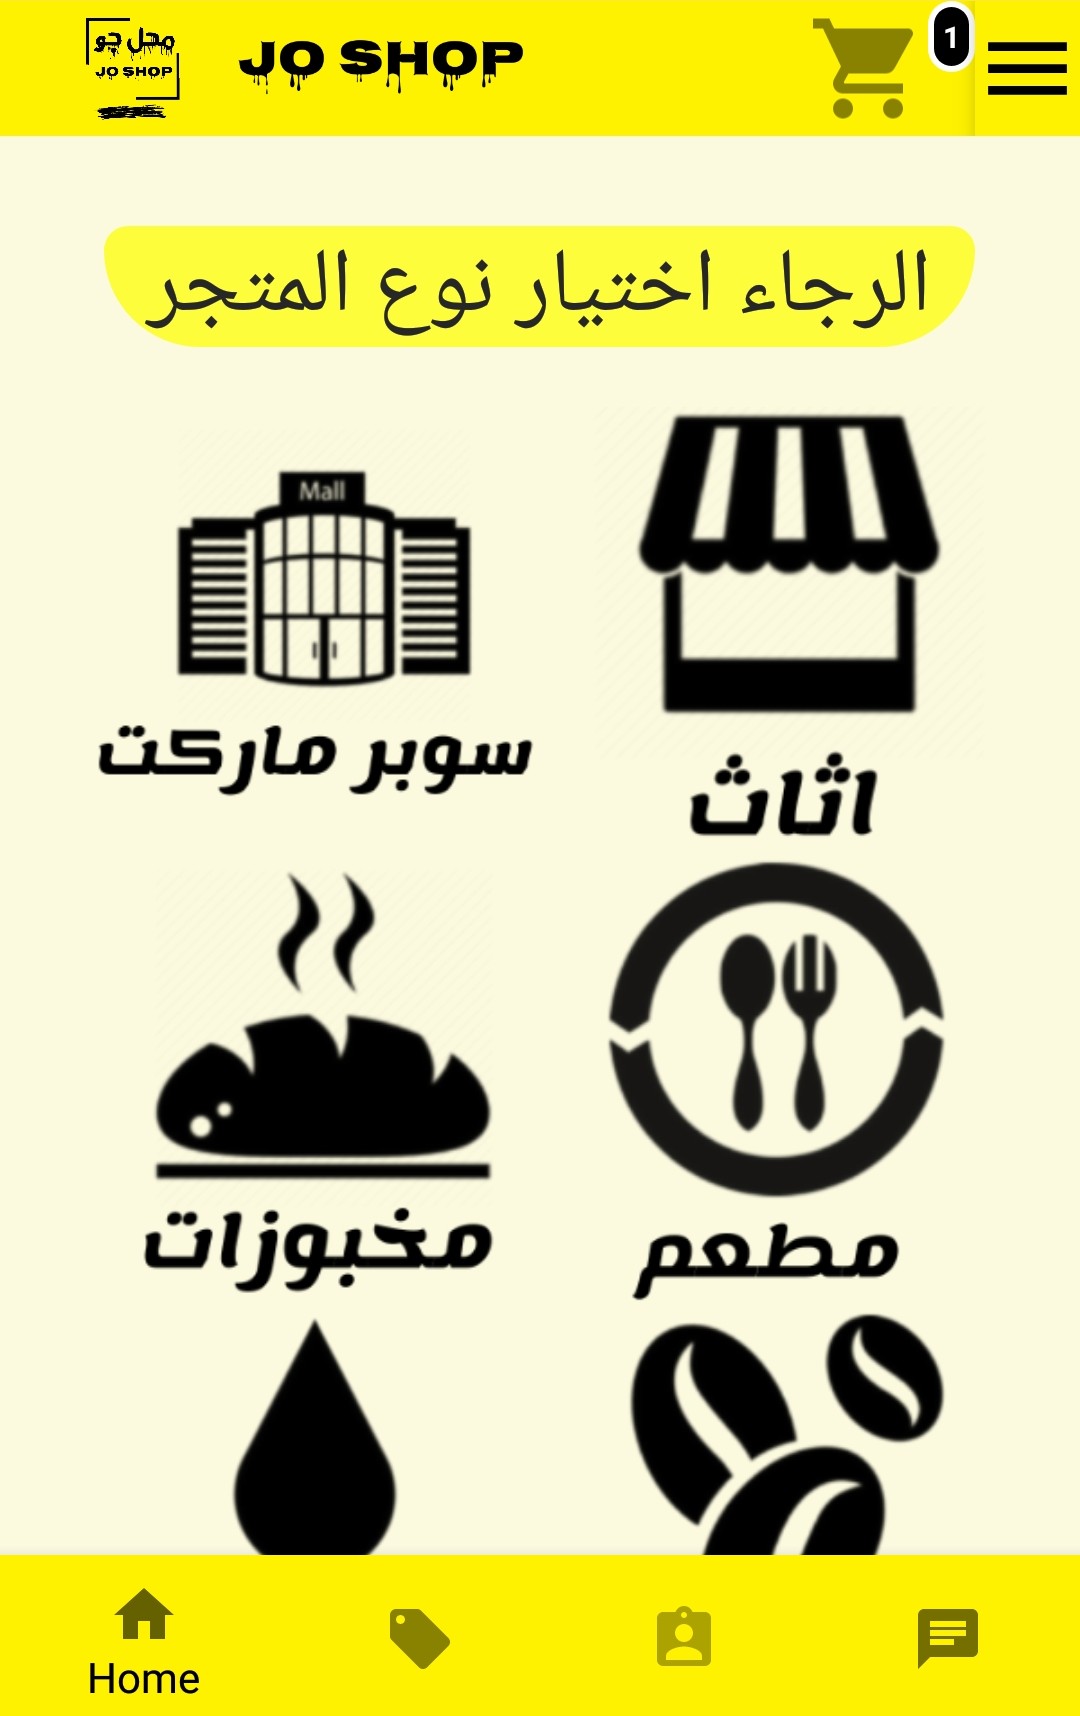 محل جو
JO SHOP
JO SHOP
1
الرجاء اختيار نوع المتجر
Mall
اثاث
سوبر ماركت
مطعم
مخبوزات
Home